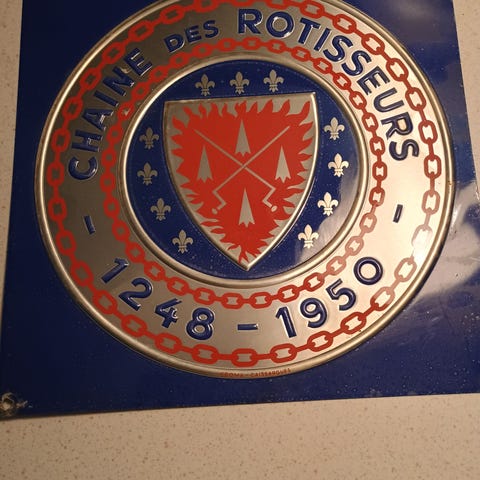 CHAINE DES ROTISSEURS
- 1248 - 1950 -